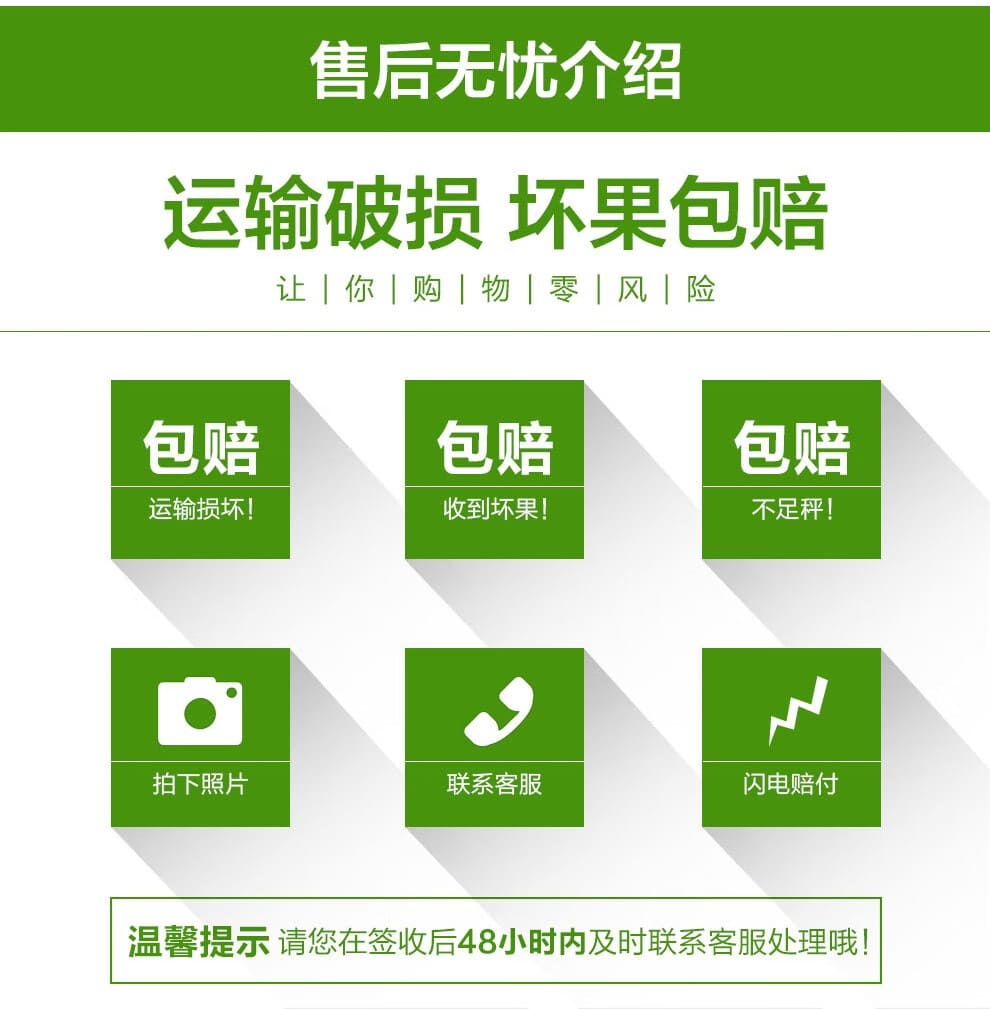 售后无忧介绍
运输破损 坏果包赔
让|你|购|物|零|风|险
包赔
运输损坏！
包赔
收到坏果！
包赔
不足秤！
拍下照片
联系客服
闪电赔付
温馨提示 请您在签收后48小时内及时联系客服处理哦！